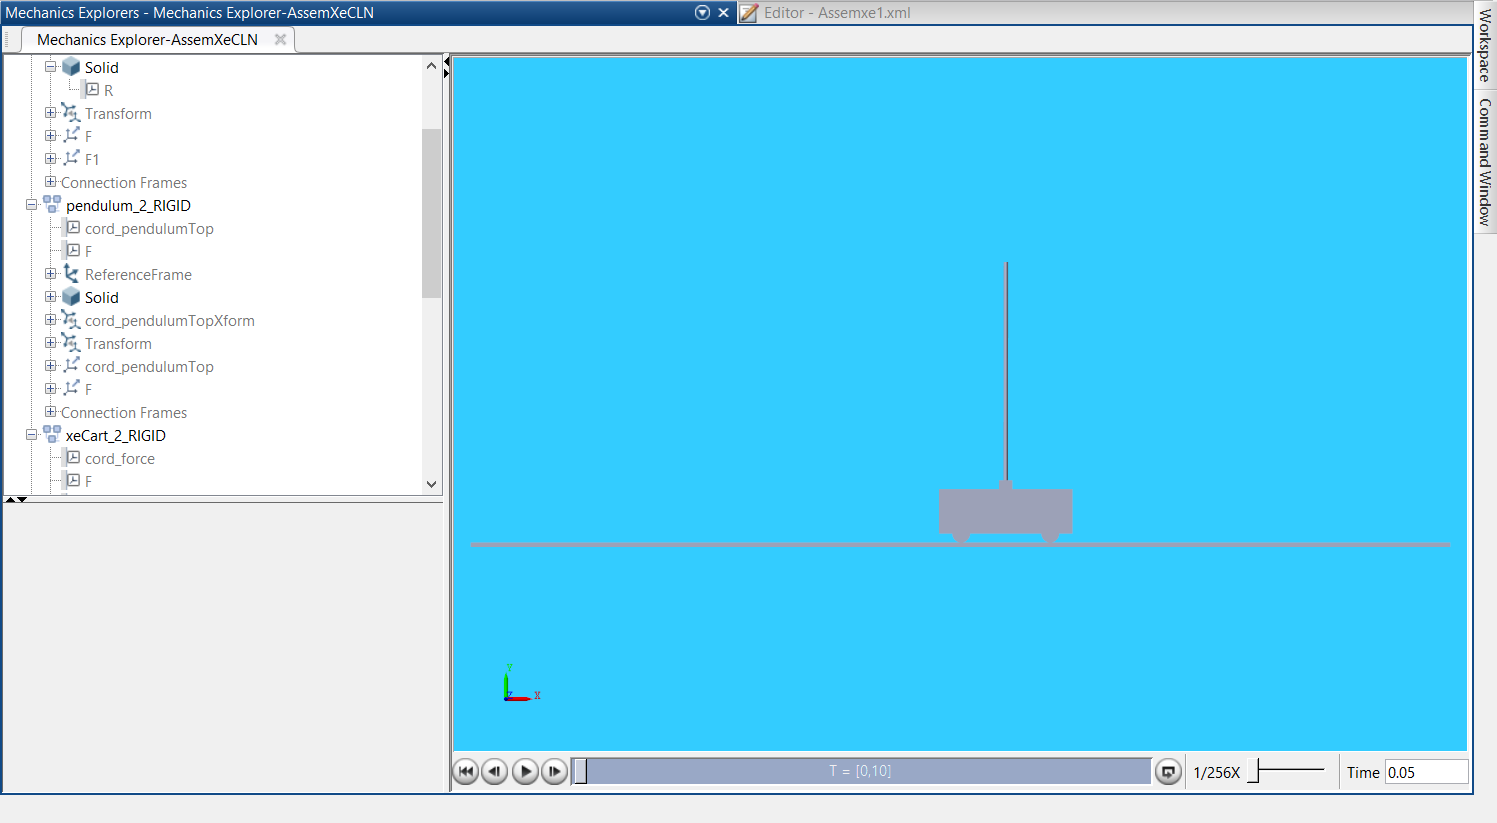 Mechanics Explorers - Mechanics Explorer-AssemXeCLN
Editor - Assemxe1.xml
Mechanics Explorer-AssemXeCLN
Solid
R
Transform
F
F1
Connection Frames
pendulum_2_RIGID
cord_pendulumTop
F
ReferenceFrame
Solid
cord_pendulumTopXform
Transform
cord_pendulumTop
F
Connection Frames
xeCart_2_RIGID
cord_force
F
Y
Z
X
T = [0,10]
1/256X
Time 0.05
Workspace
Command Window